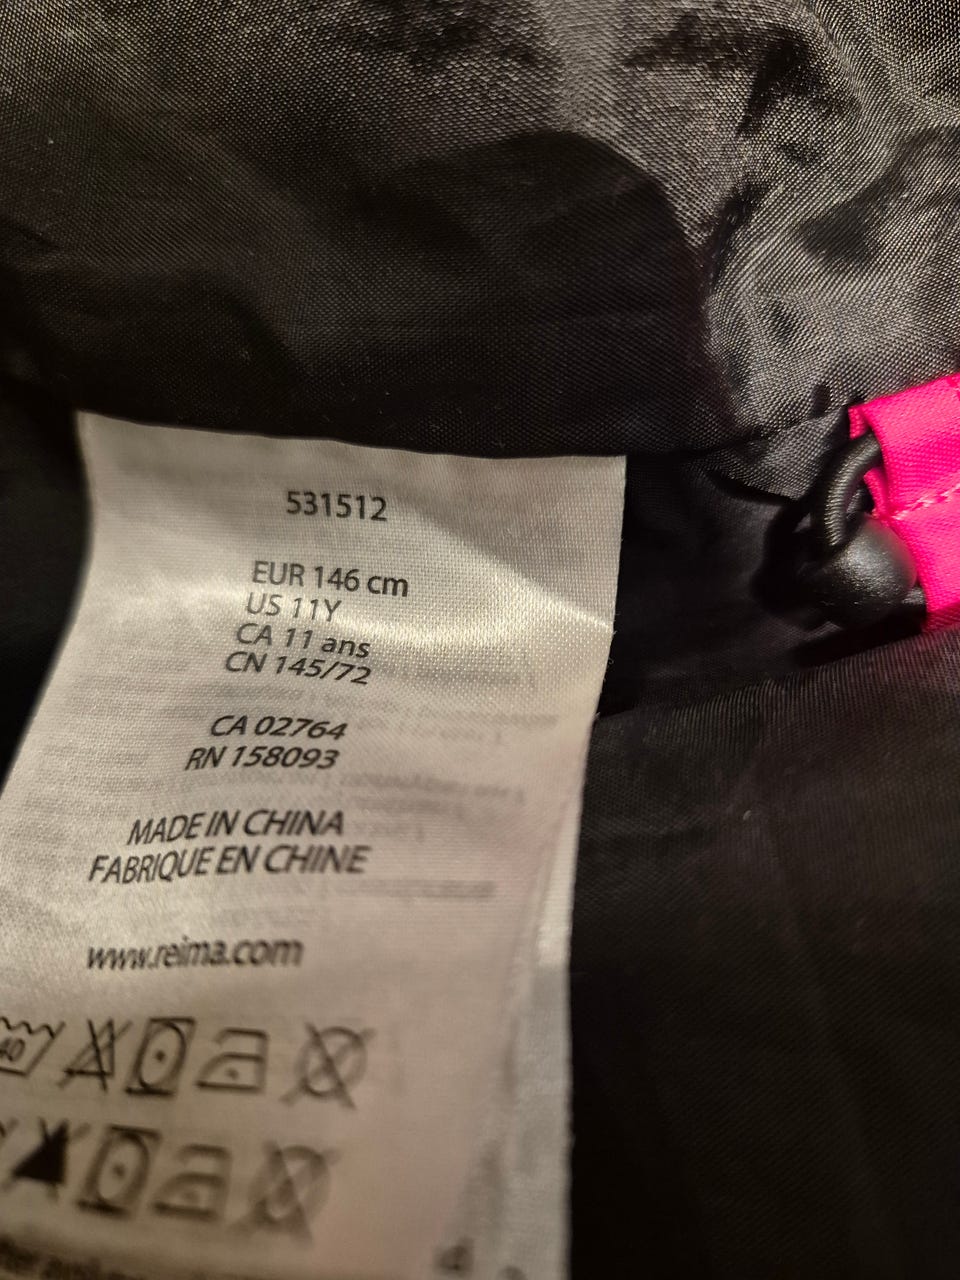 531512
EUR 146 cm
US 11Y
CA 11 ans
CN 145/72
CA 02764
RN 158093
MADE IN CHINA
FABRIQUE EN CHINE
www.reima.com
40